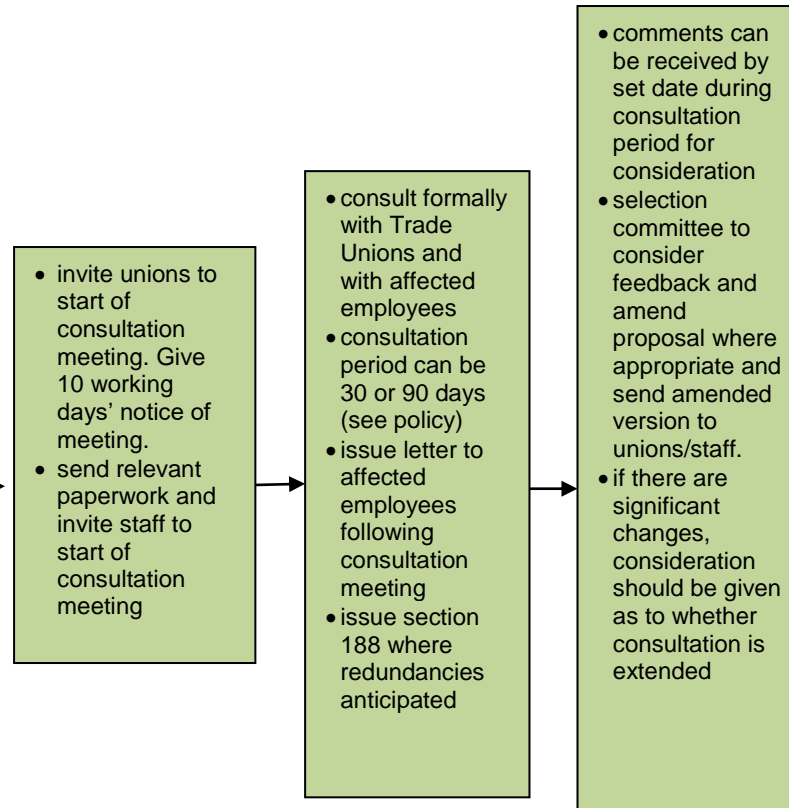 • invite unions to
start of
consultation
meeting. Give
10 working
days’ notice of
meeting.
• send relevant
paperwork and
invite staff to
start of
consultation
meeting
• consult formally
with Trade
Unions and
with affected
employees
• consultation
period can be
30 or 90 days
(see policy)
• issue letter to
affected
employees
following
consultation
meeting
• issue section
188 where
redundancies
anticipated
• comments can
be received by
set date during
consultation
period for
consideration
• selection
committee to
consider
feedback and
amend
proposal where
appropriate and
send amended
version to
unions/staff.
• if there are
significant
changes,
consideration
should be given
as to whether
consultation is
extended